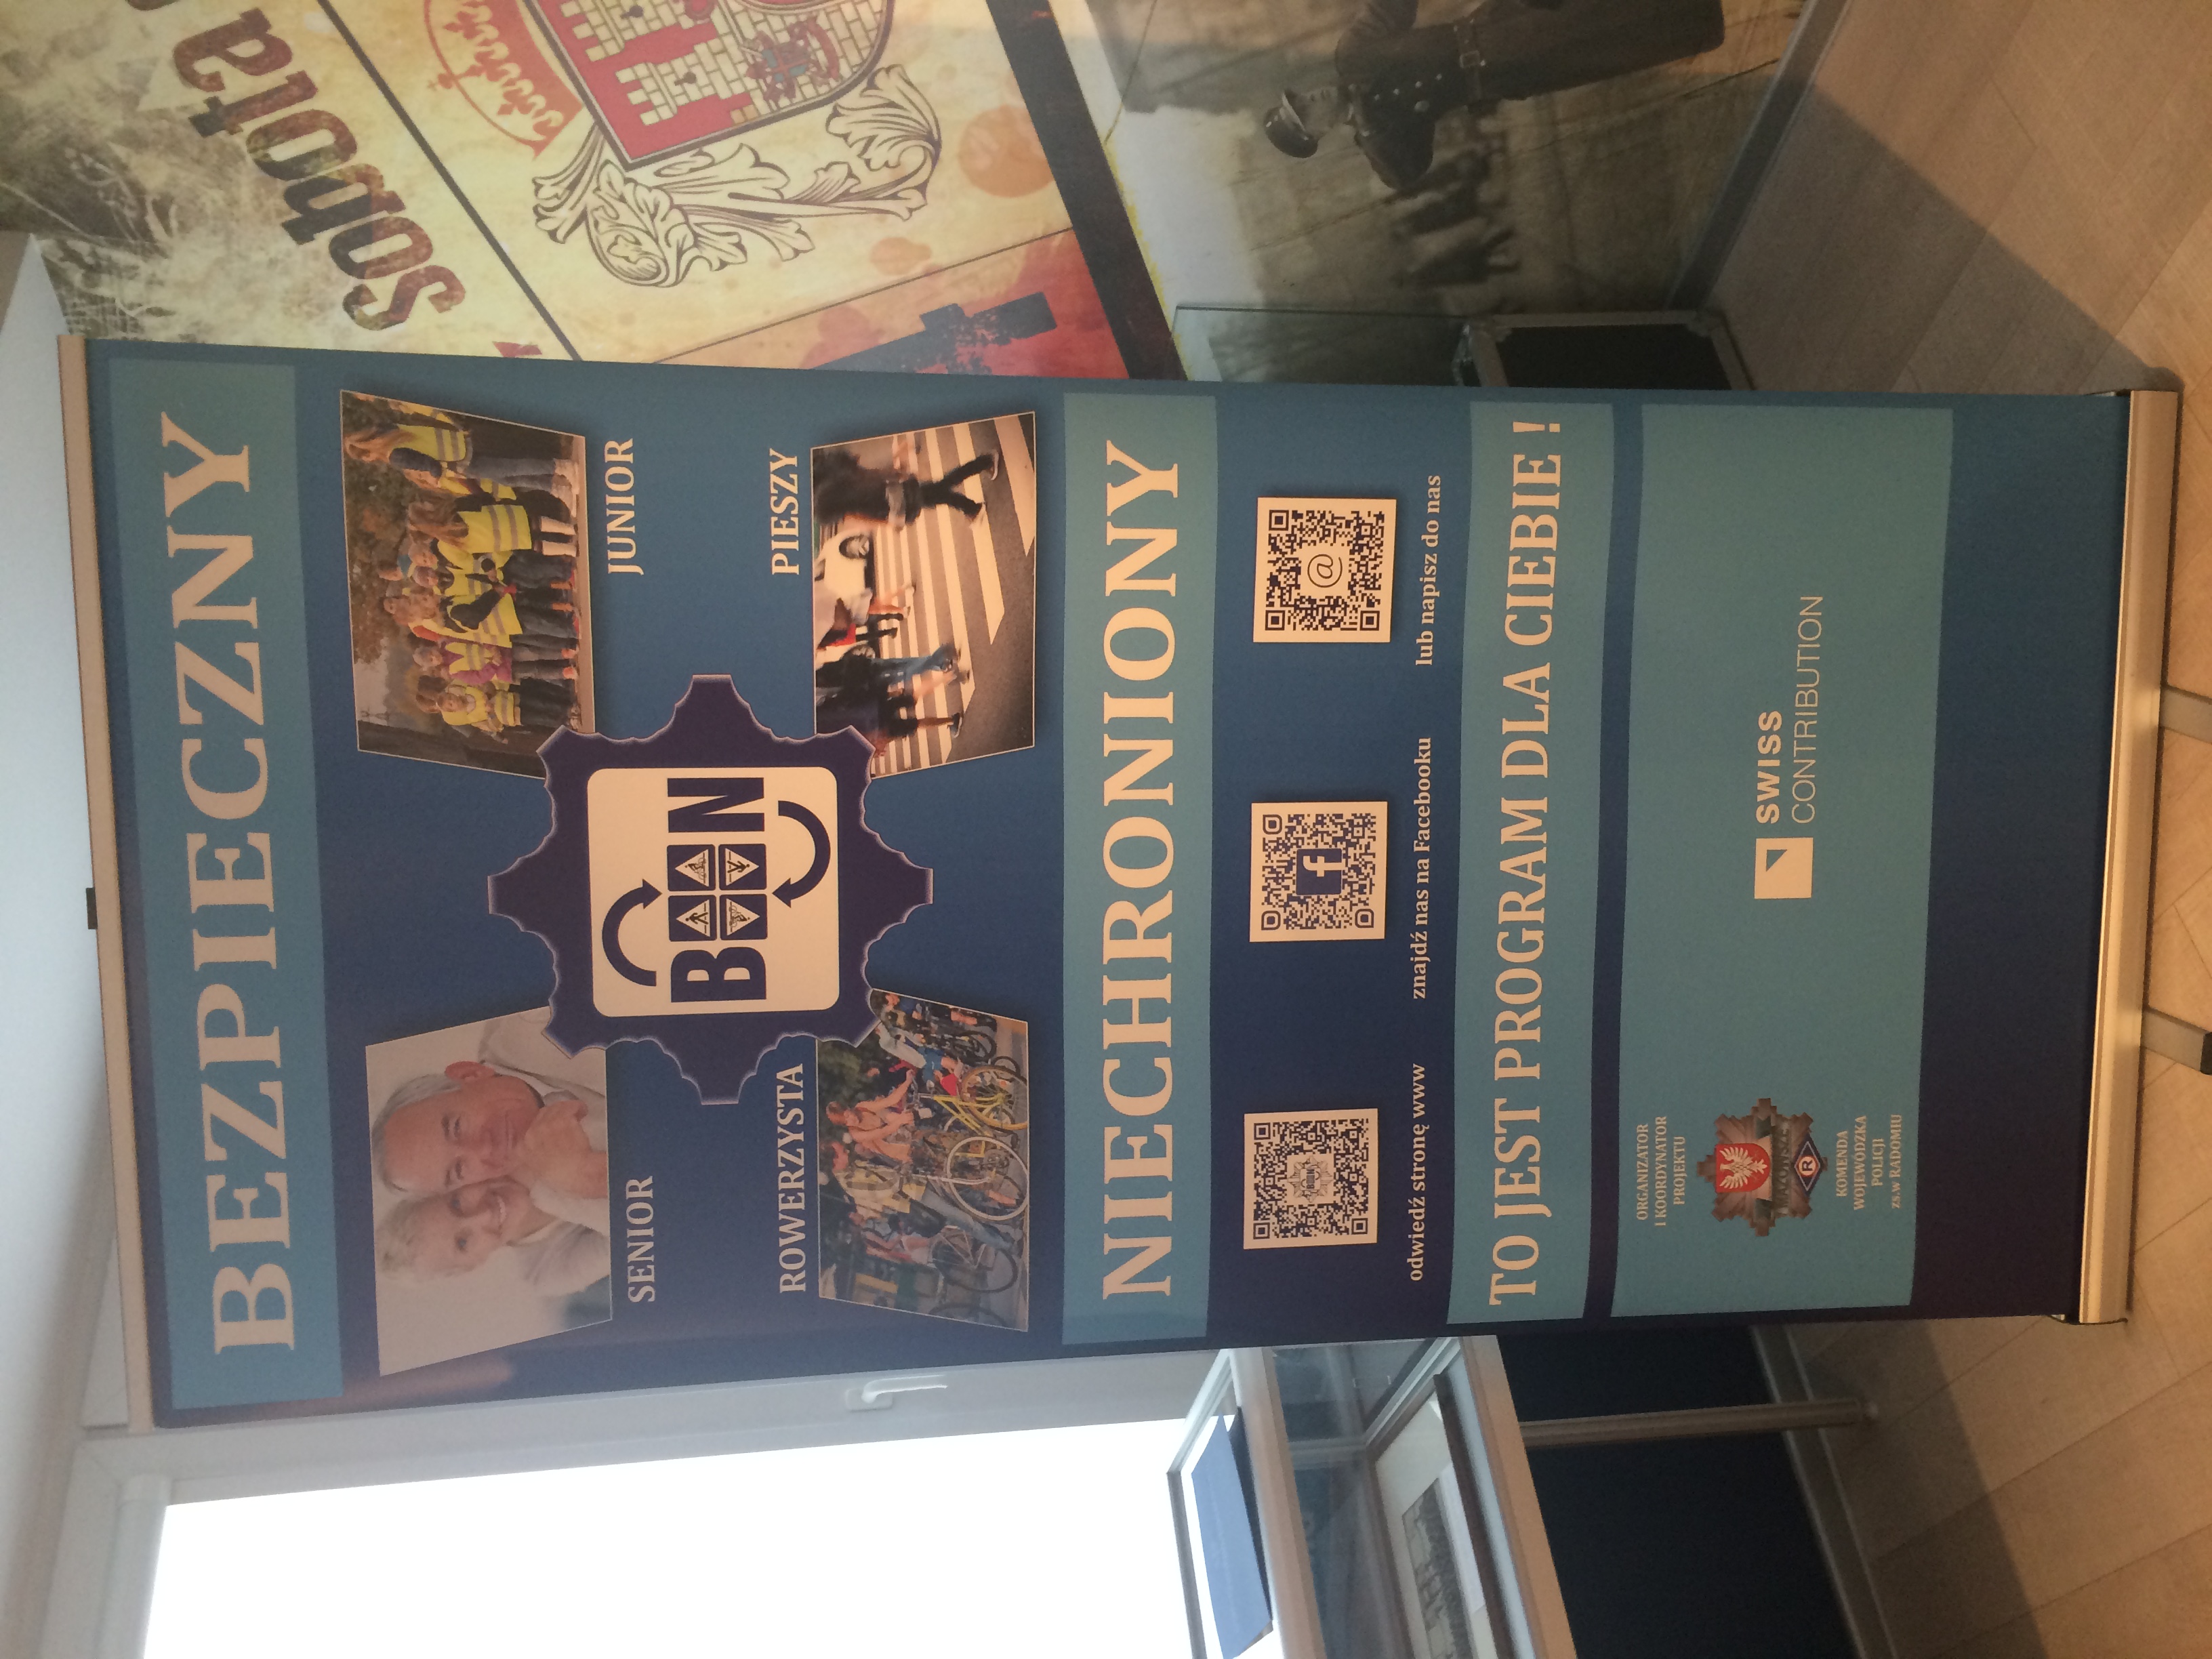 sobota
BEZPIECZNY
SENIOR
JUNIOR
B N
ROWERZYSTA
PIESZY
NIECHRONIONY
@
f
odwiedź stronę www
znajdź nas na Facebooku
lub napisz do nas
TO JEST PROGRAM DLA CIEBIE !
ORGANIZATOR
I KOORDYNATOR
PROJEKTU
R
KOMENDA
WOJEWÓDZKA
POLICJI
zs.w RADOMIU
SWISS
CONTRIBUTION